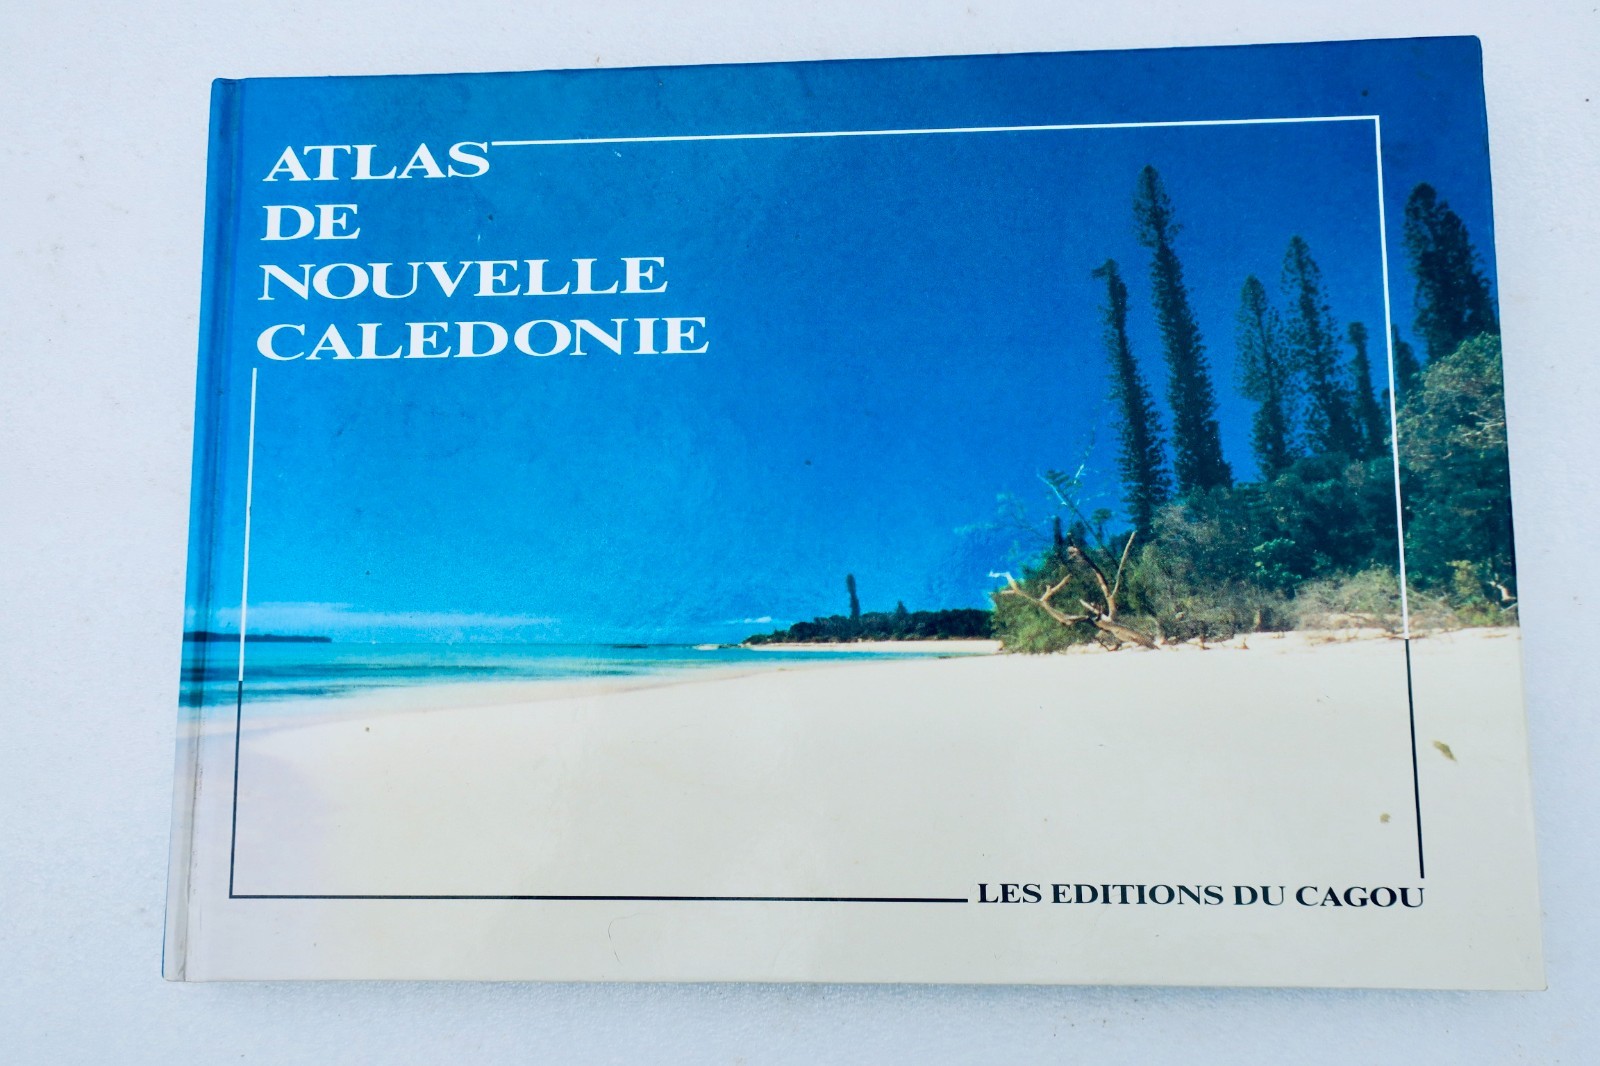 ATLAS
DE
NOUVELLE
CALEDONIE
LES EDITIONS DU CAGOU